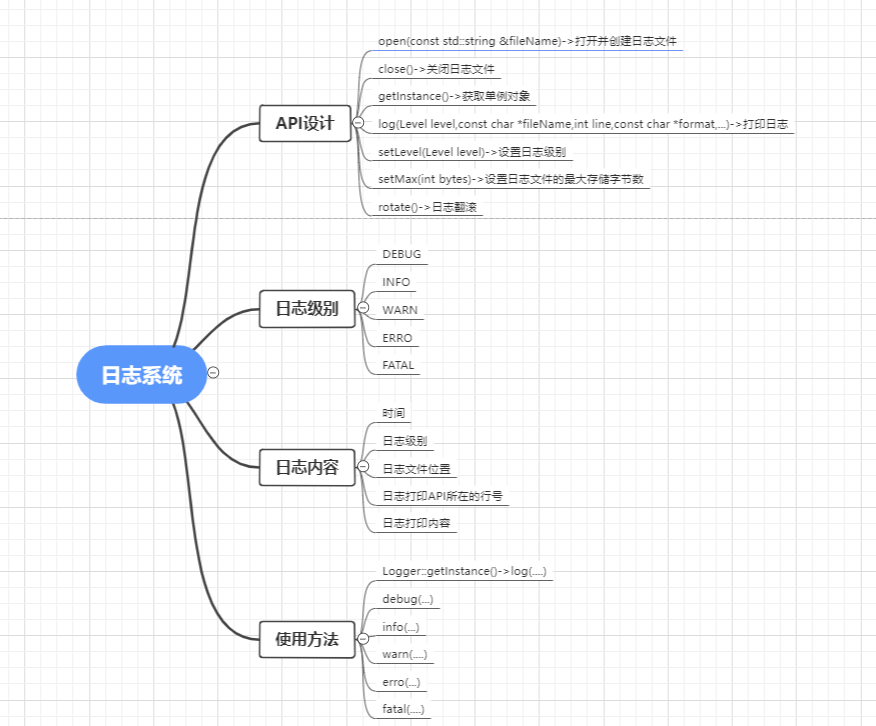 日志系统
API设计
open(const std::string &fileName)->打开并创建日志文件
close()->关闭日志文件
getInstance()->获取单例对象
log(Level level,const char *fileName,int line,const char *format,...)->打印日志
setLevel(Level level)->设置日志级别
setMax(int bytes)->设置日志文件的最大存储字节数
rotate()->日志翻滚
日志级别
DEBUG
INFO
WARN
ERRO
FATAL
日志内容
时间
日志级别
日志文件位置
日志打印API所在的行号
日志打印内容
使用方法
Logger::getInstance()->log(....)
debug(...)
info(...)
warn(....)
erro(...)
fatal(....)